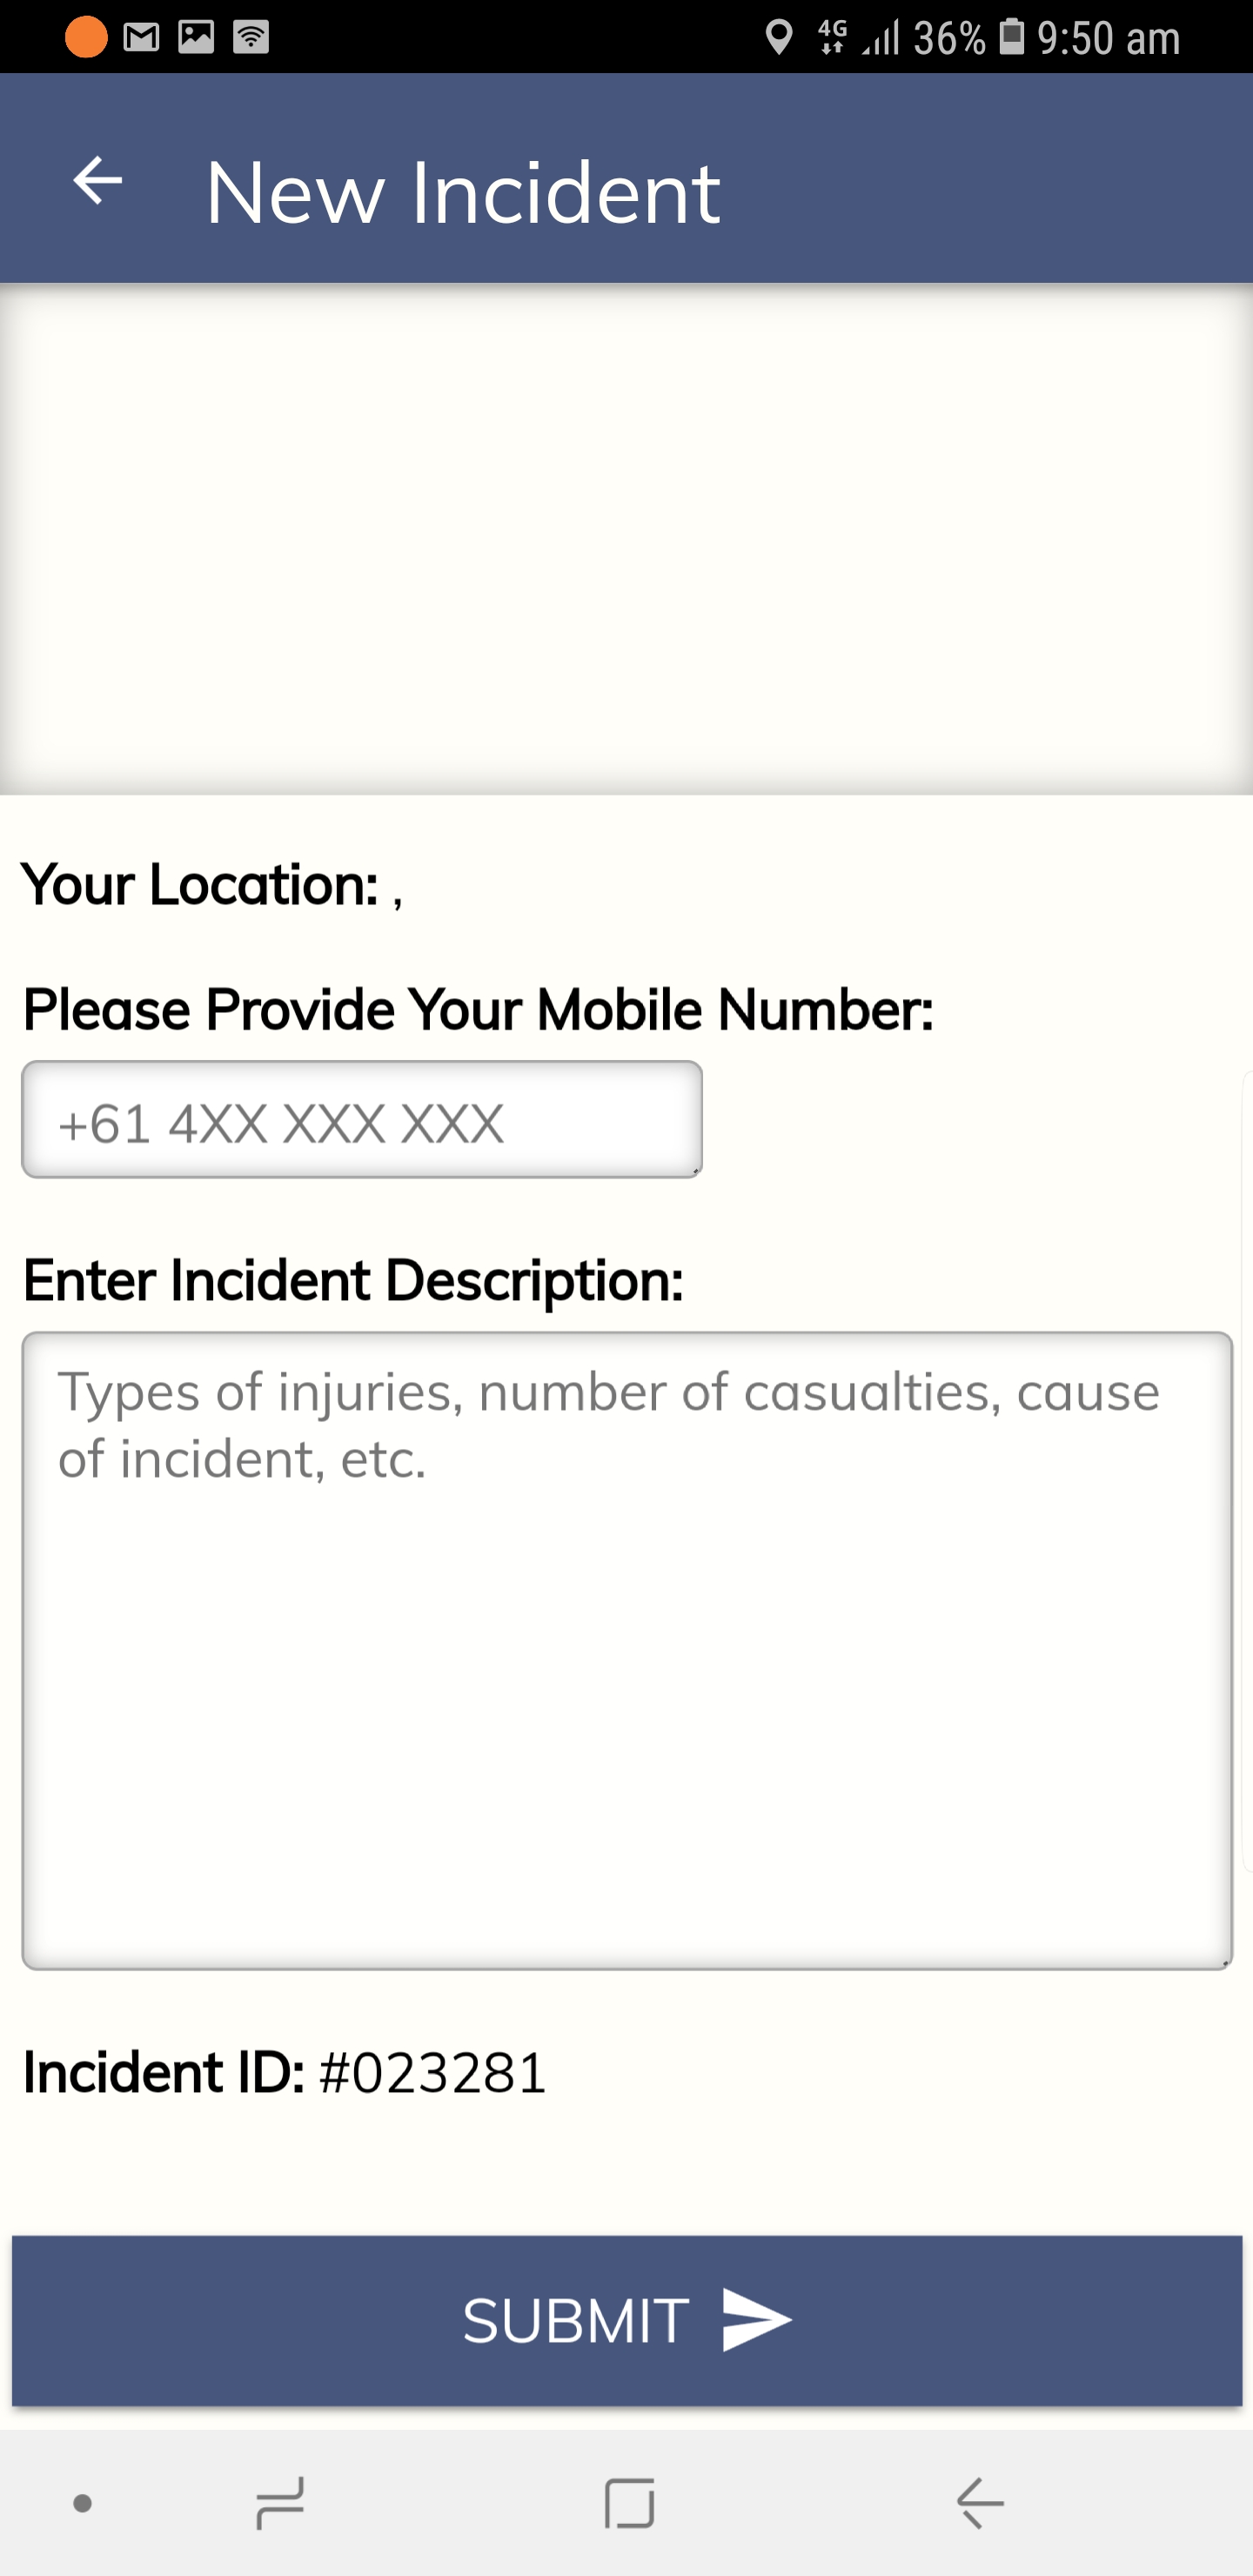 4G 36% 9:50 am
New Incident
Your Location: ,
Please Provide Your Mobile Number:
+61 4XX XXX XXX
Enter Incident Description:
Types of injuries, number of casualties, cause
of incident, etc.
Incident ID: #023281
SUBMIT